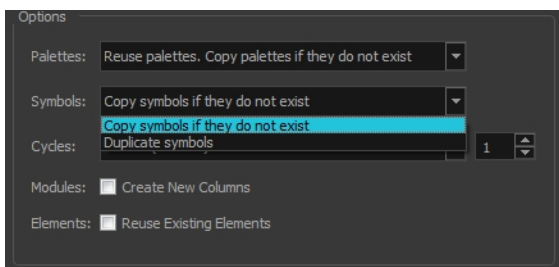 Options
Palettes: Reuse palettes. Copy palettes if they do not exist
Symbols: Copy symbols if they do not exist
Copy symbols if they do not exist
Duplicate symbols
Cycles: 1
Modules: Create New Columns
Elements: Reuse Existing Elements